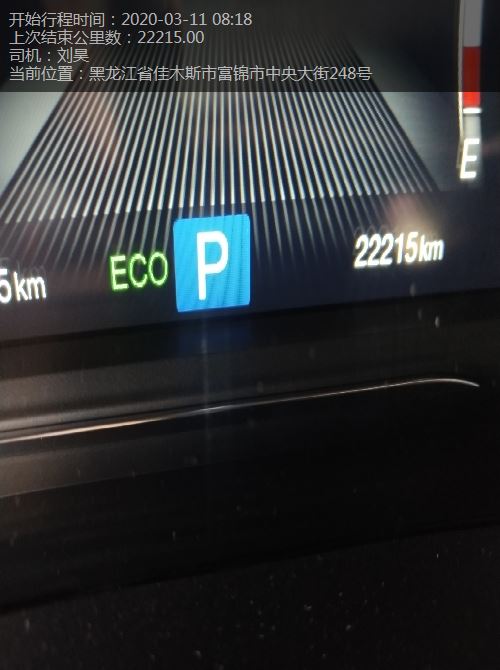 开始行程时间：2020-03-11 08:18
上次结束公里数：22215.00
司机：刘昊
当前位置：黑龙江省佳木斯市富锦市中央大街248号
E
5km ECO P 22215km